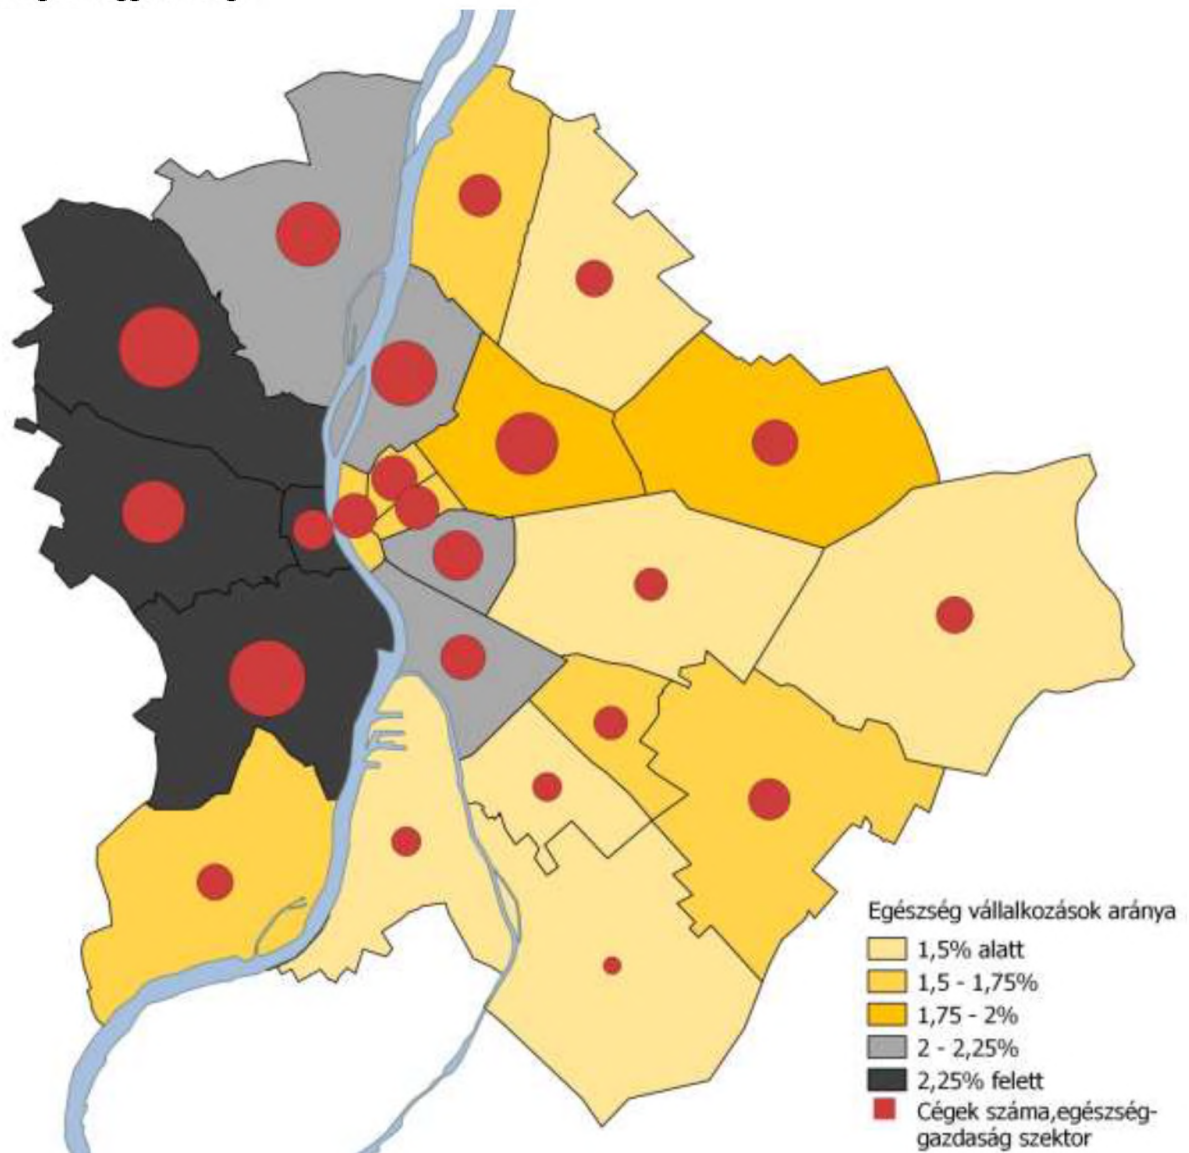 Egészség vállalkozások aránya
1,5% alatt
1,5 - 1,75%
1,75 - 2%
2 - 2,25%
2,25% felett
Cégek száma,egészség-
gazdaság szektor